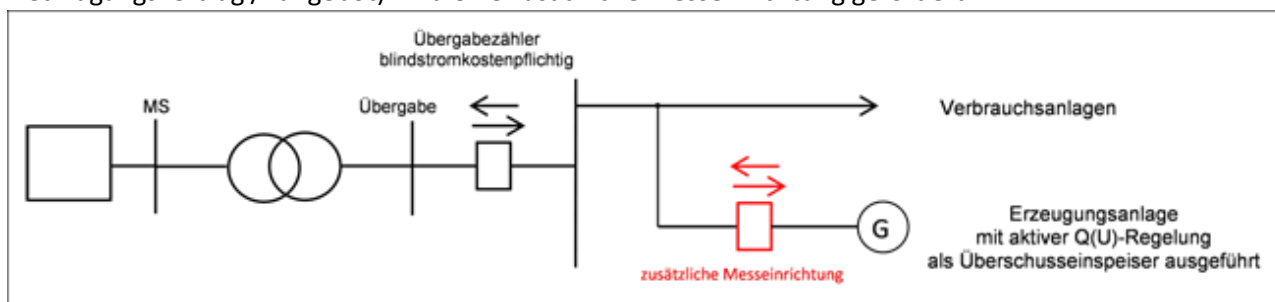 Übergabezähler
blindstromkostenpflichtig
MS
Übergabe
Verbrauchsanlagen
G
Erzeugungsanlage
mit aktiver Q(U)-Regelung
als Überschusseinspeiser ausgeführt
zusätzliche Messeinrichtung